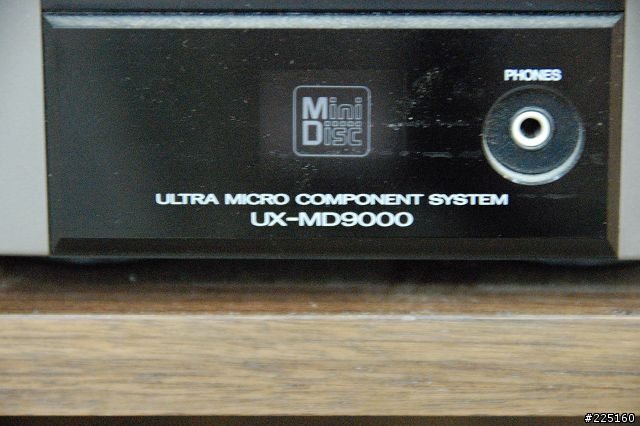 PHONES
Mini
Disc
ULTRA MICRO COMPONENT SYSTEM
UX-MD9000
#225160